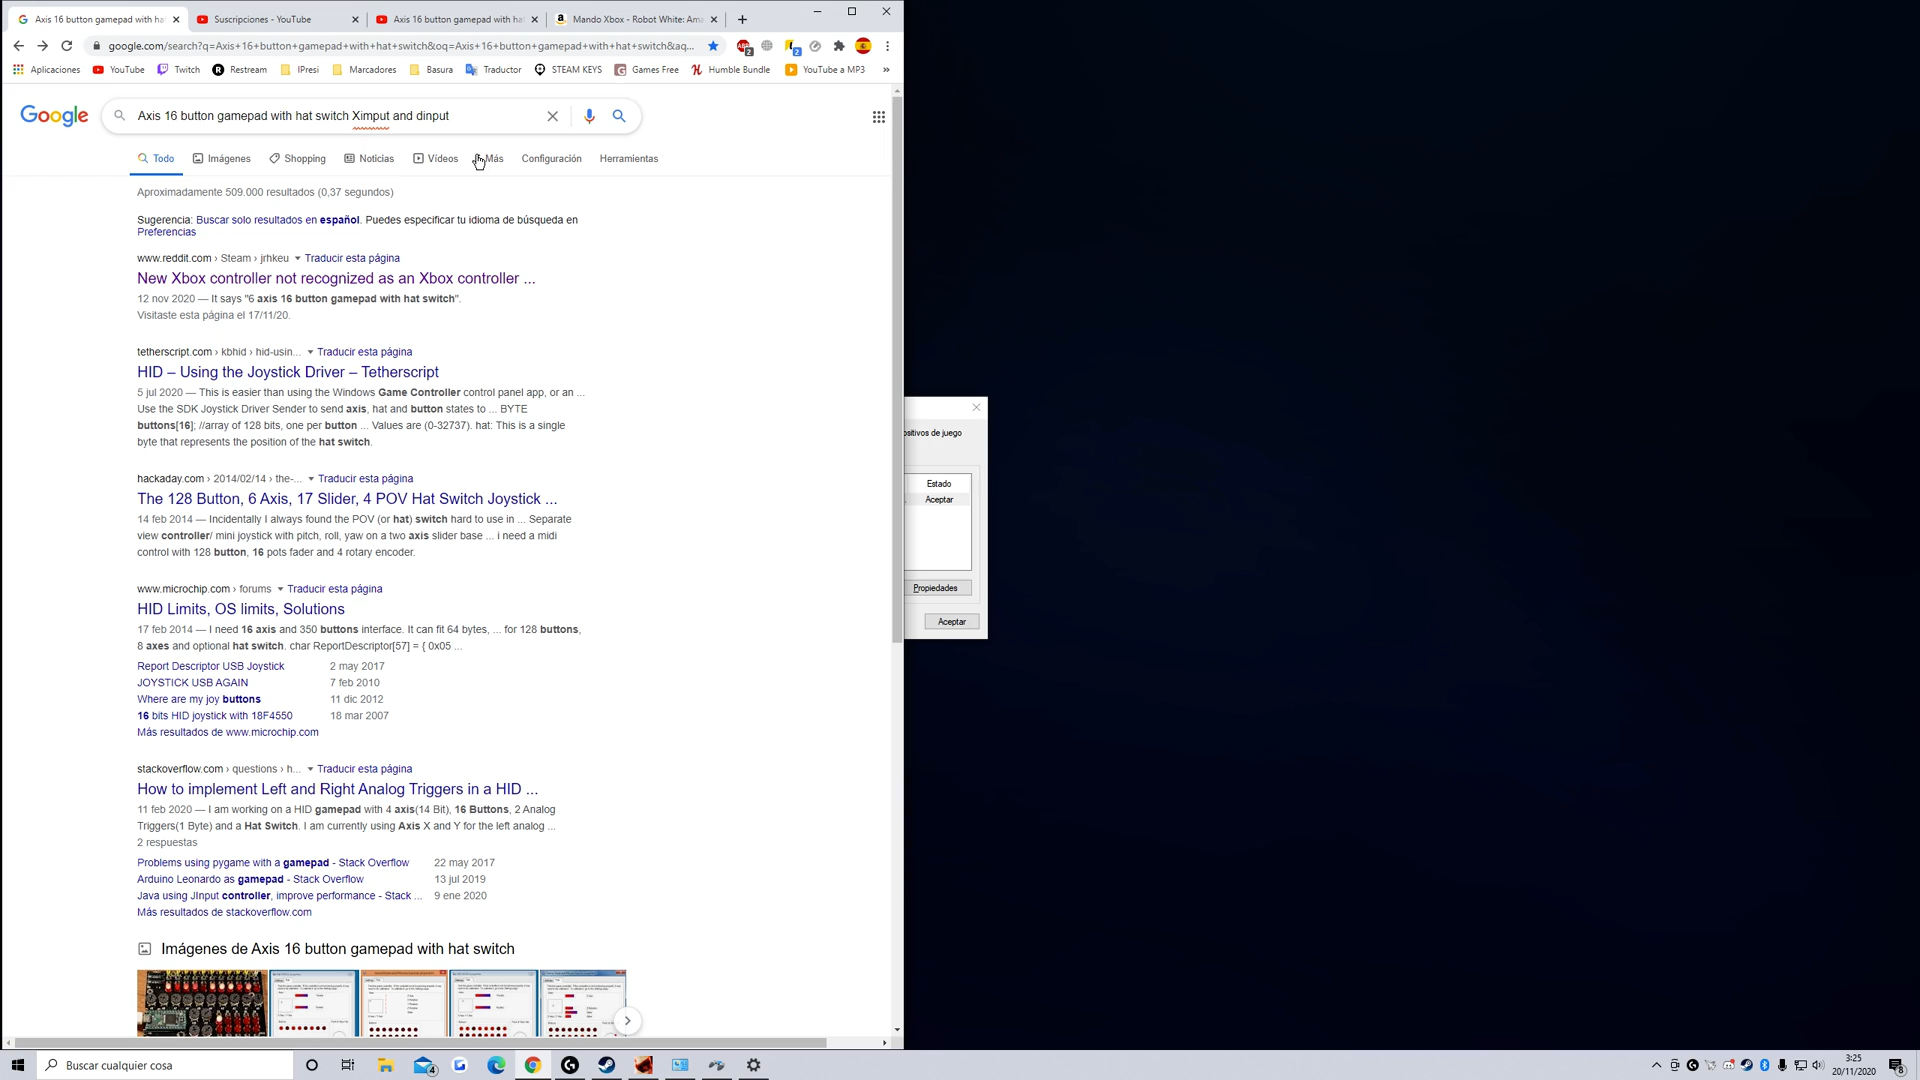 Axis 16 button gamepad with ha
Suscripciones - YouTube
Axis 16 button gamepad with ha
Mando Xbox - Robot White: Ama
google.com/search?q=Axis+16+button+gamepad+with+hat+switch&oq=Axis+16+button+gamepad+with+hat+switch&aq...
Aplicaciones YouTube Twitch Restream IPresi Marcadores Basura Traductor STEAM KEYS Games Free Humble Bundle YouTube a MP3 »
Google
Axis 16 button gamepad with hat switch Ximput and dinput
Todo Imágenes Shopping Noticias Vídeos Más Configuración Herramientas
Aproximadamente 509.000 resultados (0,37 segundos)
Sugerencia: Buscar solo resultados en español. Puedes especificar tu idioma de búsqueda en
Preferencias
www.reddit.com › Steam › jrhkeu Traducir esta página
New Xbox controller not recognized as an Xbox controller ...
12 nov 2020 — It says "6 axis 16 button gamepad with hat switch".
Visitaste esta página el 17/11/20.
tetherscript.com › kbhid › hid-usin... Traducir esta página
HID – Using the Joystick Driver – Tetherscript
5 jul 2020 — This is easier than using the Windows Game Controller control panel app, or an ...
Use the SDK Joystick Driver Sender to send axis, hat and button states to ... BYTE
buttons[16]; //array of 128 bits, one per button ... Values are (0-32737). hat: This is a single
byte that represents the position of the hat switch.
hackaday.com › 2014/02/14 › the-... Traducir esta página
The 128 Button, 6 Axis, 17 Slider, 4 POV Hat Switch Joystick ...
14 feb 2014 — Incidentally I always found the POV (or hat) switch hard to use in ... Separate
view controller/ mini joystick with pitch, roll, yaw on a two axis slider base ... i need a midi
control with 128 button, 16 pots fader and 4 rotary encoder.
www.microchip.com › forums Traducir esta página
HID Limits, OS limits, Solutions
17 feb 2014 — I need 16 axis and 350 buttons interface. It can fit 64 bytes, ... for 128 buttons,
8 axes and optional hat switch. char ReportDescriptor[57] = { 0x05 ...
Report Descriptor USB Joystick 2 may 2017
JOYSTICK USB AGAIN 7 feb 2010
Where are my joy buttons 11 dic 2012
16 bits HID joystick with 18F4550 18 mar 2007
Más resultados de www.microchip.com
stackoverflow.com › questions › h... Traducir esta página
How to implement Left and Right Analog Triggers in a HID ...
11 feb 2020 — I am working on a HID gamepad with 4 axis(14 Bit), 16 Buttons, 2 Analog
Triggers(1 Byte) and a Hat Switch. I am currently using Axis X and Y for the left analog ...
2 respuestas
Problems using pygame with a gamepad - Stack Overflow 22 may 2017
Arduino Leonardo as gamepad - Stack Overflow 13 jul 2019
Java using JInput controller, improve performance - Stack ... 9 ene 2020
Más resultados de stackoverflow.com
Imágenes de Axis 16 button gamepad with hat switch
ositivos de juego
Estado
Aceptar
Propiedades
Aceptar
Buscar cualquier cosa
3:25
20/11/2020